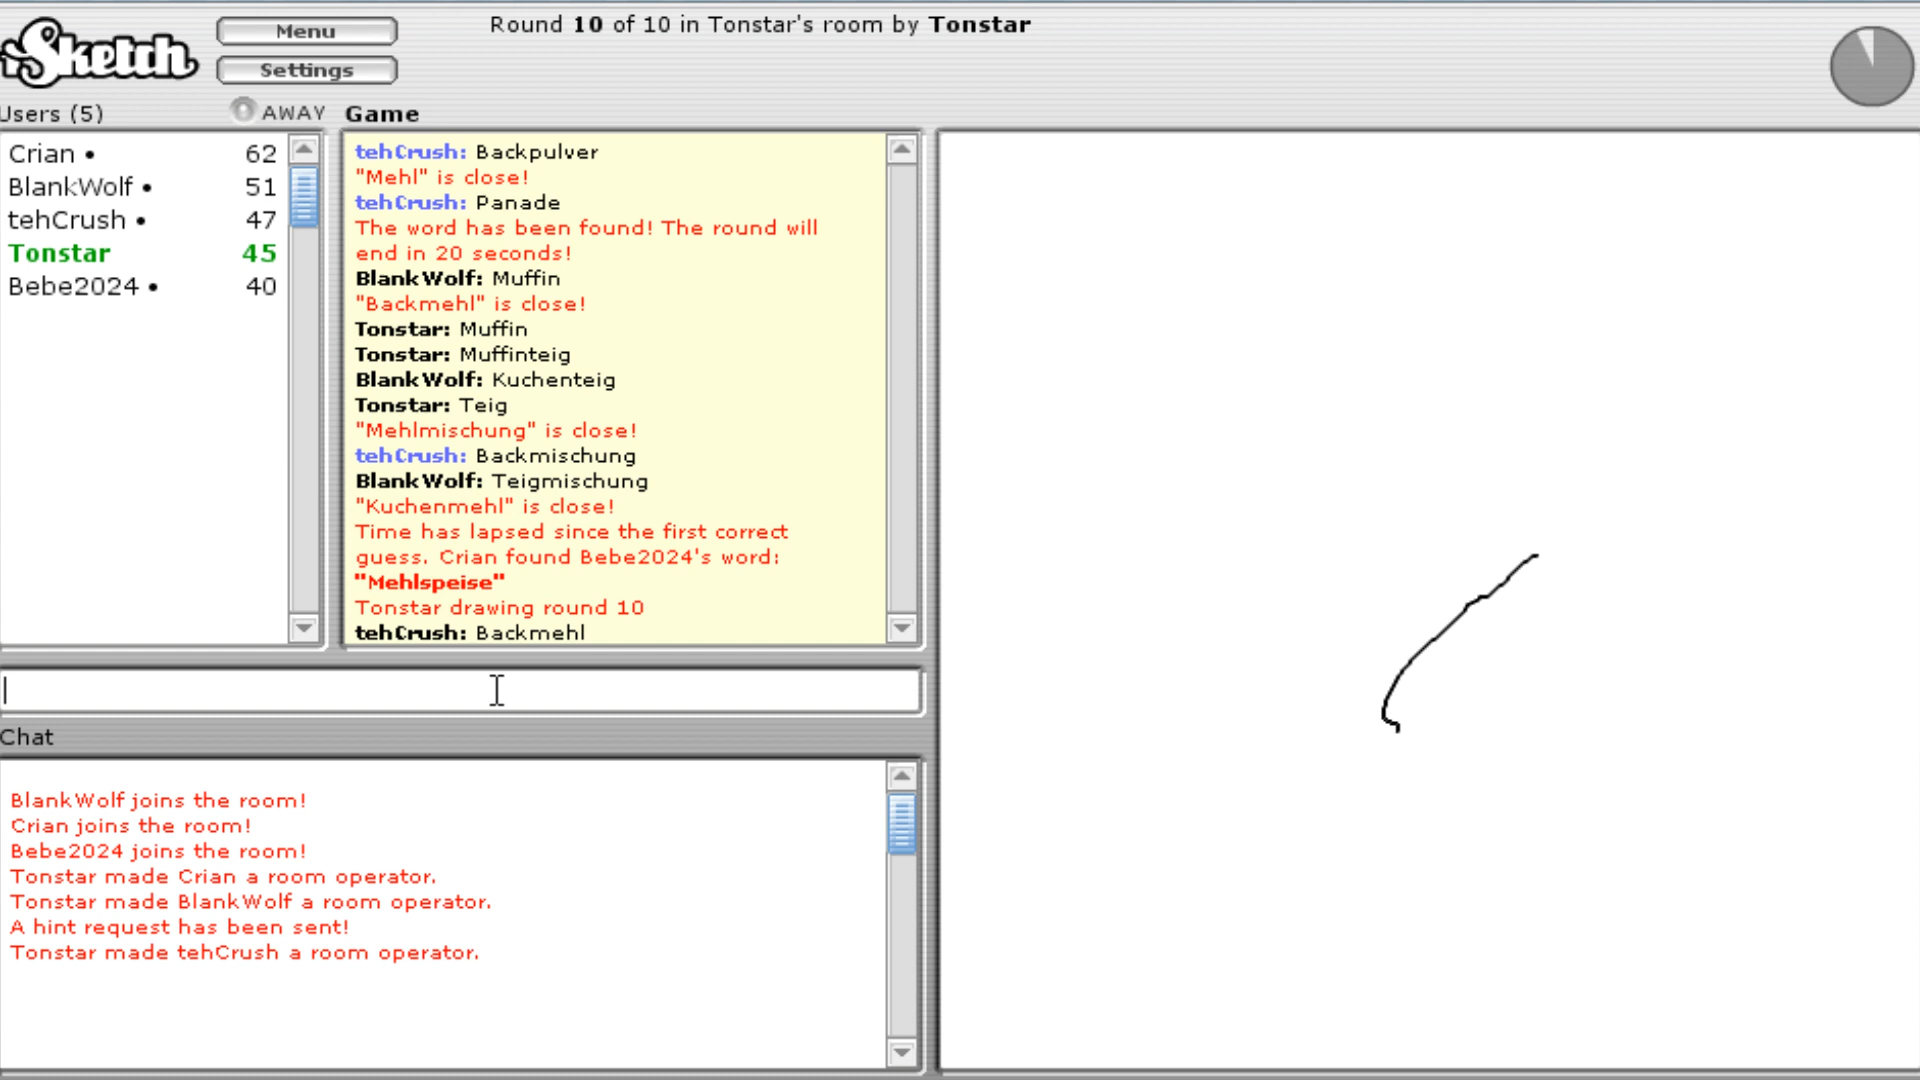 iSketch
Menu
Settings
Round 10 of 10 in Tonstar's room by Tonstar
Users (5)
AWAY
Crian • 62
BlankWolf • 51
tehCrush • 47
Tonstar 45
Bebe2024 • 40
Game
tehCrush: Backpulver
"Mehl" is close!
tehCrush: Panade
The word has been found! The round will
end in 20 seconds!
BlankWolf: Muffin
"Backmehl" is close!
Tonstar: Muffin
Tonstar: Muffinteig
BlankWolf: Kuchenteig
Tonstar: Teig
"Mehlmischung" is close!
tehCrush: Backmischung
BlankWolf: Teigmischung
"Kuchenmehl" is close!
Time has lapsed since the first correct
guess. Crian found Bebe2024's word:
"Mehlspeise"
Tonstar drawing round 10
tehCrush: Backmehl
Chat
BlankWolf joins the room!
Crian joins the room!
Bebe2024 joins the room!
Tonstar made Crian a room operator.
Tonstar made BlankWolf a room operator.
A hint request has been sent!
Tonstar made tehCrush a room operator.